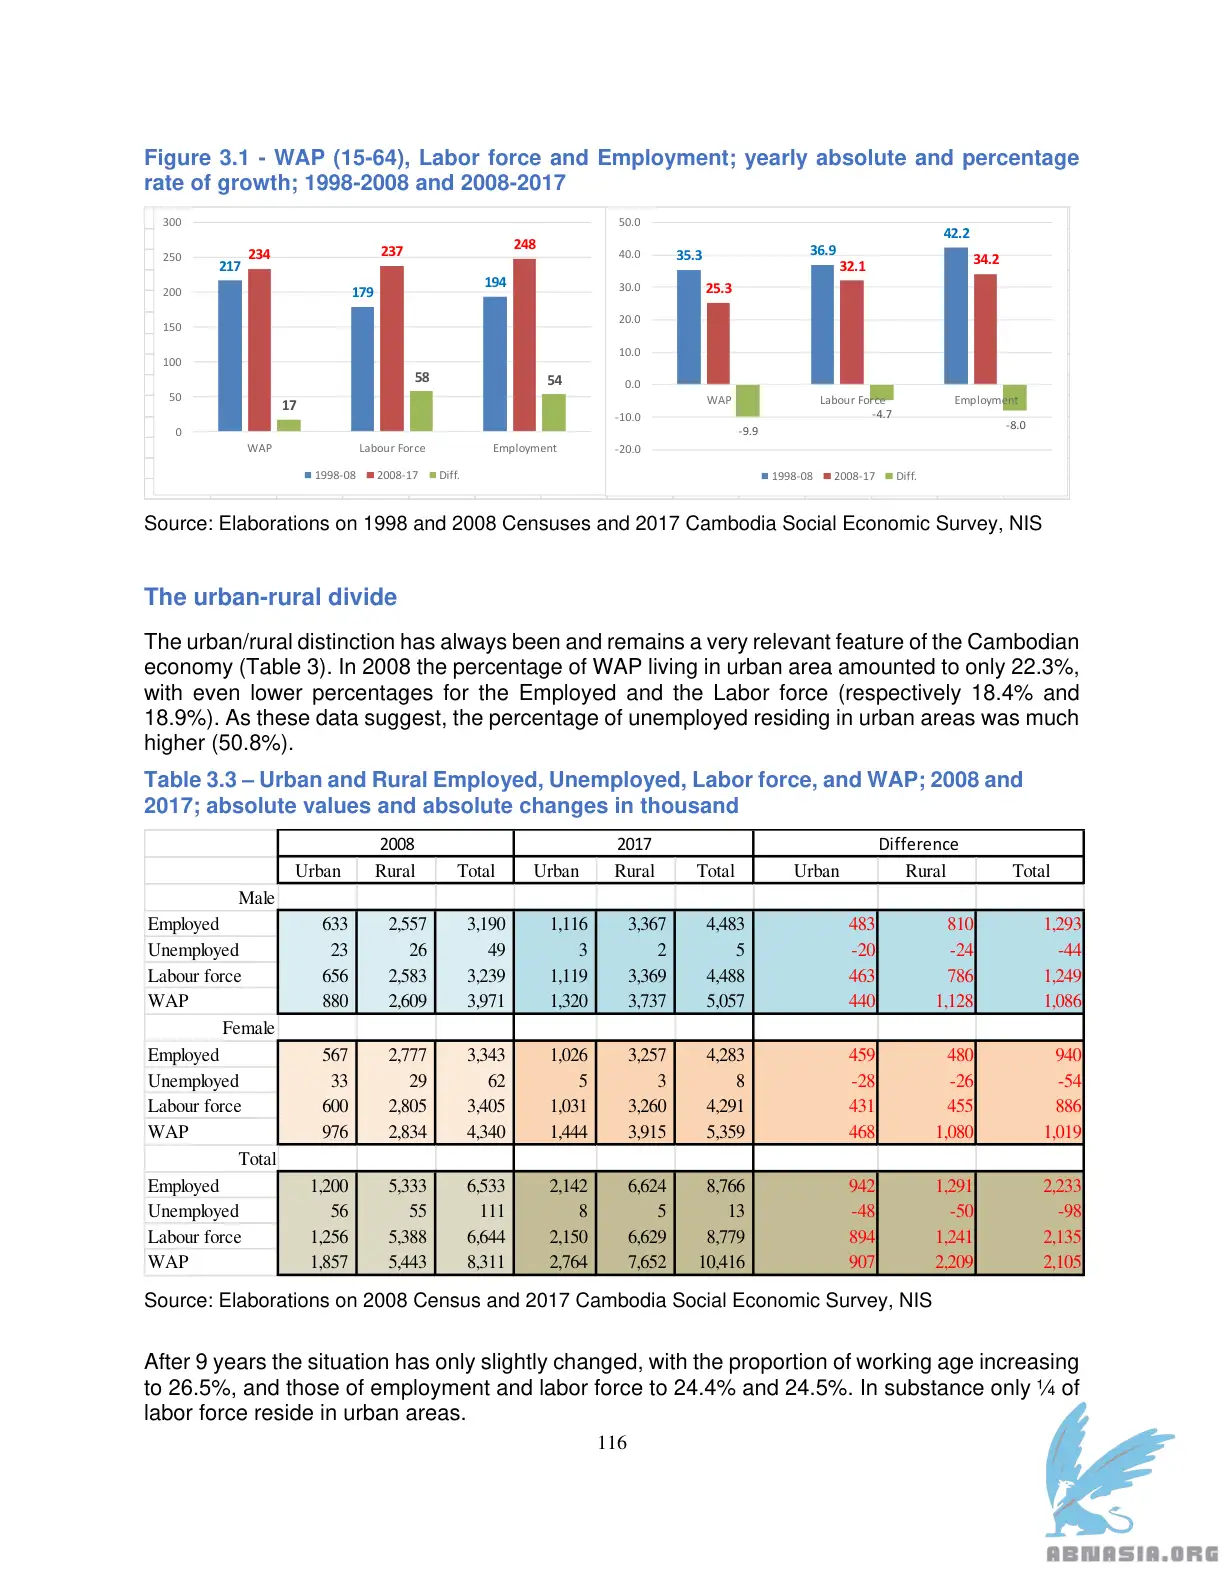 Figure 3.1 - WAP (15-64), Labor force and Employment; yearly absolute and percentage
rate of growth; 1998-2008 and 2008-2017
300
250
200
150
100
50
0
217
234
17
179
237
58
194
248
54
WAP
Labour Force
Employment
1998-08
2008-17
Diff.
50.0
40.0
30.0
20.0
10.0
0.0
-10.0
-20.0
35.3
25.3
-9.9
36.9
32.1
-4.7
42.2
34.2
-8.0
WAP
Labour Force
Employment
1998-08
2008-17
Diff.
Source: Elaborations on 1998 and 2008 Censuses and 2017 Cambodia Social Economic Survey, NIS
The urban-rural divide
The urban/rural distinction has always been and remains a very relevant feature of the Cambodian
economy (Table 3). In 2008 the percentage of WAP living in urban area amounted to only 22.3%,
with even lower percentages for the Employed and the Labor force (respectively 18.4% and
18.9%). As these data suggest, the percentage of unemployed residing in urban areas was much
higher (50.8%).
Table 3.3 – Urban and Rural Employed, Unemployed, Labor force, and WAP; 2008 and
2017; absolute values and absolute changes in thousand
2008 2017 Difference
Urban Rural Total Urban Rural Total Urban Rural Total
Male
Employed 633 2,557 3,190 1,116 3,367 4,483 483 810 1,293
Unemployed 23 26 49 3 2 5 -20 -24 -44
Labour force 656 2,583 3,239 1,119 3,369 4,488 463 786 1,249
WAP 880 2,609 3,971 1,320 3,737 5,057 440 1,128 1,086
Female
Employed 567 2,777 3,343 1,026 3,257 4,283 459 480 940
Unemployed 33 29 62 5 3 8 -28 -26 -54
Labour force 600 2,805 3,405 1,031 3,260 4,291 431 455 886
WAP 976 2,834 4,340 1,444 3,915 5,359 468 1,080 1,019
Total
Employed 1,200 5,333 6,533 2,142 6,624 8,766 942 1,291 2,233
Unemployed 56 55 111 8 5 13 -48 -50 -98
Labour force 1,256 5,388 6,644 2,150 6,629 8,779 894 1,241 2,135
WAP 1,857 5,443 8,311 2,764 7,652 10,416 907 2,209 2,105
Source: Elaborations on 2008 Census and 2017 Cambodia Social Economic Survey, NIS
After 9 years the situation has only slightly changed, with the proportion of working age increasing
to 26.5%, and those of employment and labor force to 24.4% and 24.5%. In substance only ¼ of
labor force reside in urban areas.
116
ABNASIA.ORG